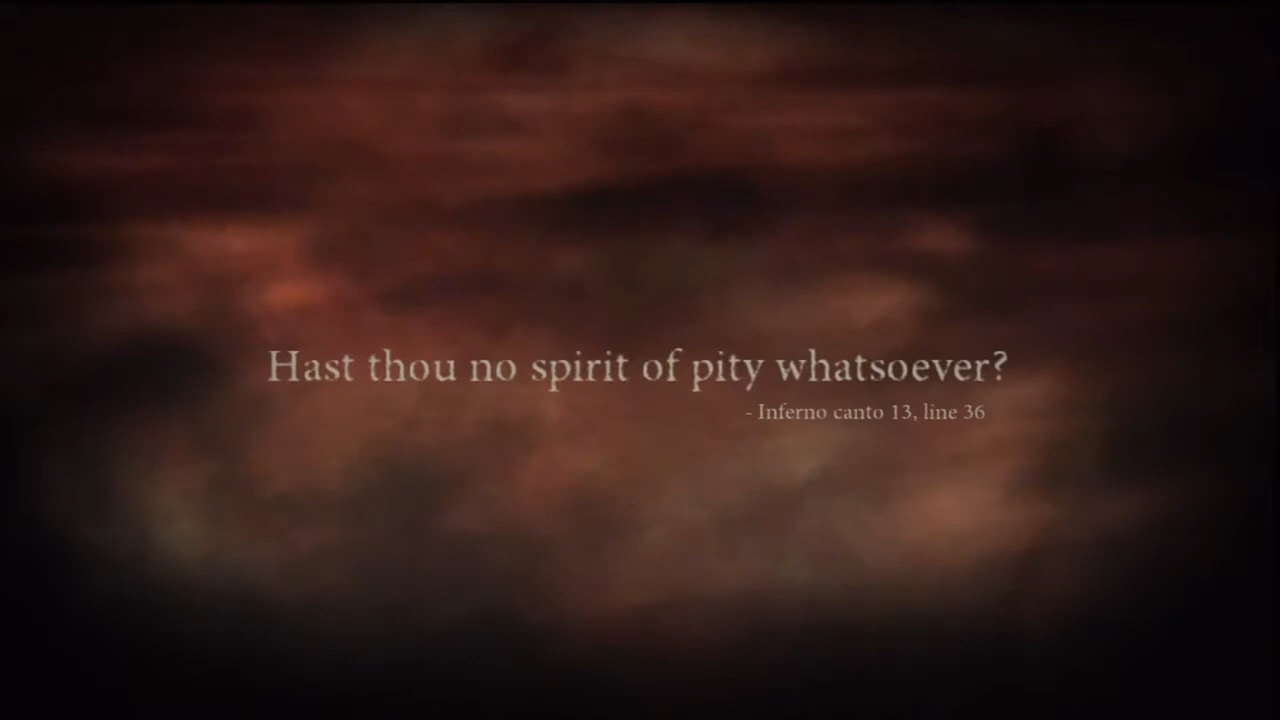 Hast thou no spirit of pity whatsoever?
- Inferno canto 13, line 36